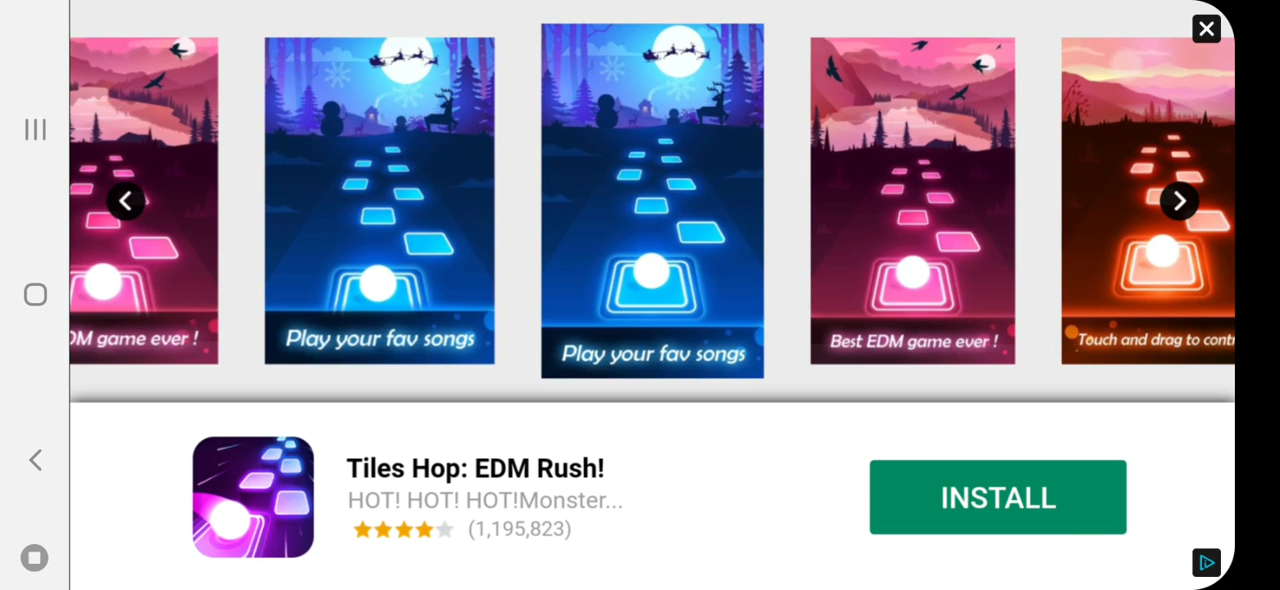 DM game ever !
Play your fav songs
Play your fav songs
Best EDM game ever !
Touch and drag to contr
Tiles Hop: EDM Rush!
HOT! HOT! HOT!Monster...
(1,195,823)
INSTALL